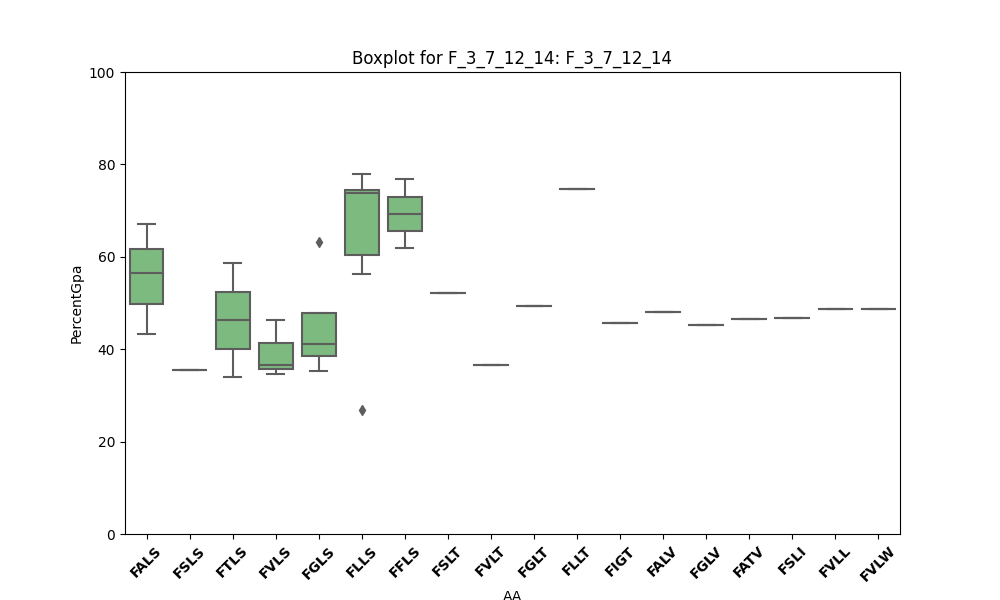 Boxplot for F_3_7_12_14: F_3_7_12_14
100
80
60
40
20
0
PercentGpa
FALS
FSLS
FTLS
FVLS
FGLS
FLLS
FFLS
FSLT
FVLT
FGLT
FLLT
FIGT
FALV
FGLV
FATV
FSLI
FVLL
FVLW
AA